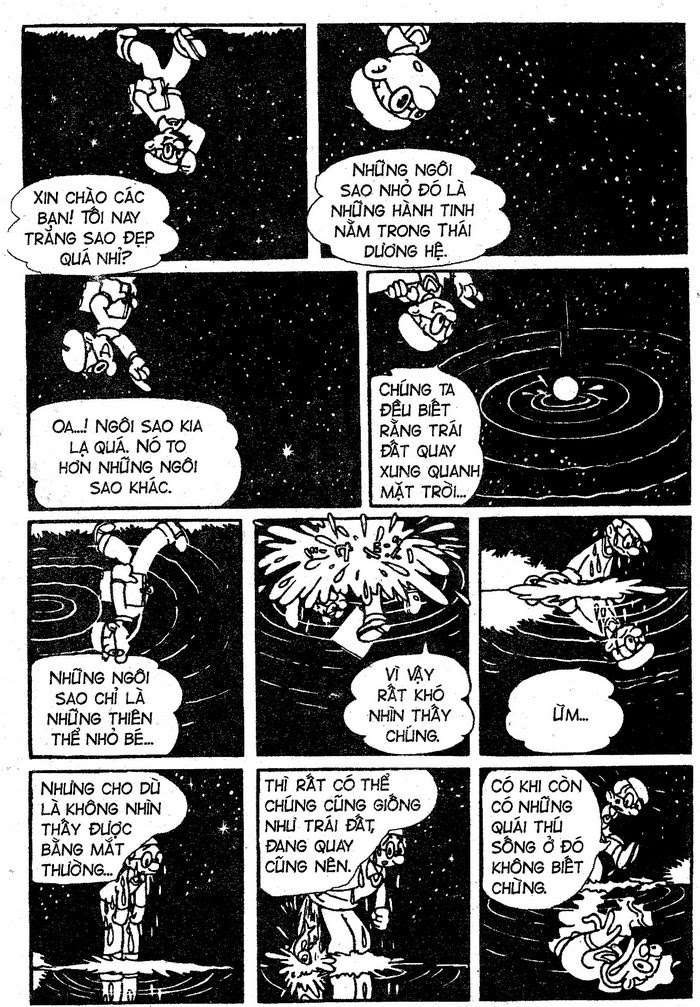 XIN CHÀO CÁC
BẠN! TỐI NAY
TRĂNG SAO ĐẸP
QUÁ NHỈ?
NHỮNG NGÔI
SAO NHỎ ĐÓ LÀ
NHỮNG HÀNH TINH
NẰM TRONG THÁI
DƯƠNG HỆ.
OA...! NGÔI SAO KIA
LẠ QUÁ. NÓ TO
HƠN NHỮNG NGÔI
SAO KHÁC.
CHÚNG TA
ĐỀU BIẾT
RẰNG TRÁI
ĐẤT QUAY
XUNG QUANH
MẶT TRỜI...
NHỮNG NGÔI
SAO CHỈ LÀ
NHỮNG THIÊN
THỂ NHỎ BÉ...
VÌ VẬY
RẤT KHÓ
NHÌN THẤY
CHÚNG.
ỪM...
NHƯNG CHO DÙ
LÀ KHÔNG NHÌN
THẤY ĐƯỢC
BẰNG MẮT
THƯỜNG...
THÌ RẤT CÓ THỂ
CHÚNG CŨNG GIỐNG
NHƯ TRÁI ĐẤT,
ĐANG QUAY
CŨNG NÊN.
CÓ KHI CÒN
CÓ NHỮNG
QUÁI THÚ
SỐNG Ở ĐÓ
KHÔNG BIẾT
CHỪNG.